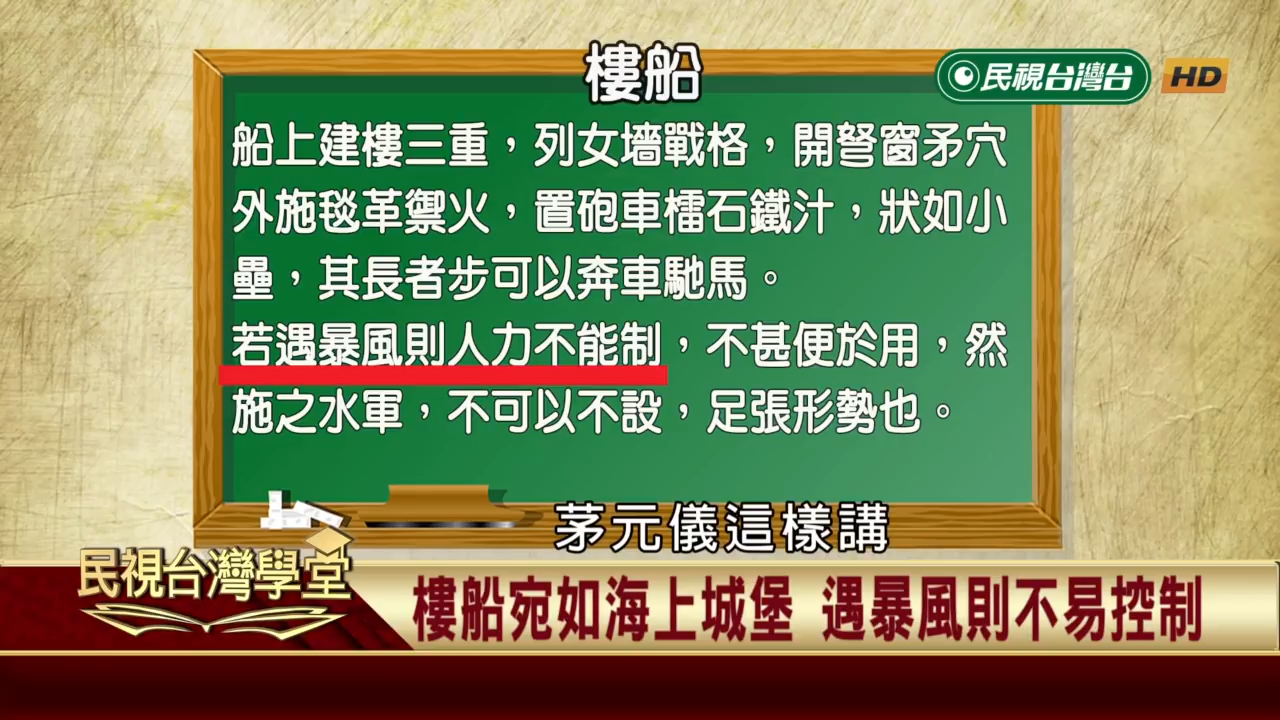 樓船
民視台灣台 HD
船上建樓三重，列女墻戰格，開弩窗矛穴
外施毯革禦火，置砲車檑石鐵汁，狀如小
壘，其長者步可以奔車馳馬。
若遇暴風則人力不能制，不甚便於用，然
施之水軍，不可以不設，足張形勢也。
茅元儀這樣講
民視台灣學堂
樓船宛如海上城堡 遇暴風則不易控制